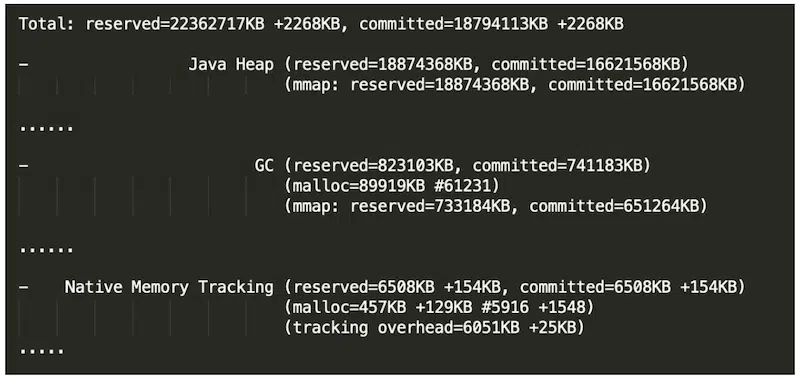 Total: reserved=22362717KB +2268KB, committed=18794113KB +2268KB
- Java Heap (reserved=18874368KB, committed=16621568KB)
(mmap: reserved=18874368KB, committed=16621568KB)
......
- GC (reserved=823103KB, committed=741183KB)
(malloc=89919KB #61231)
(mmap: reserved=733184KB, committed=651264KB)
......
- Native Memory Tracking (reserved=6508KB +154KB, committed=6508KB +154KB)
(malloc=457KB +129KB #5916 +1548)
(tracking overhead=6051KB +25KB)
.....